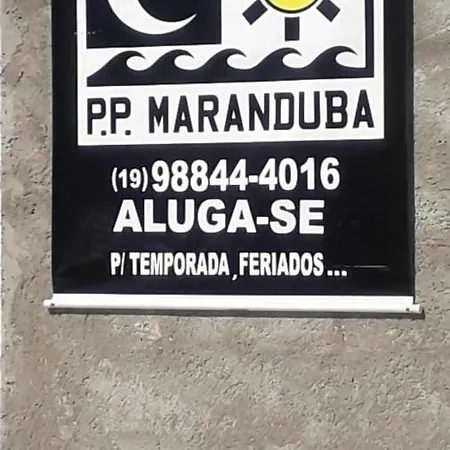 P.P. MARANDUBA
(19) 98844-4016
ALUGA-SE
P/ TEMPORADA, FERIADOS...